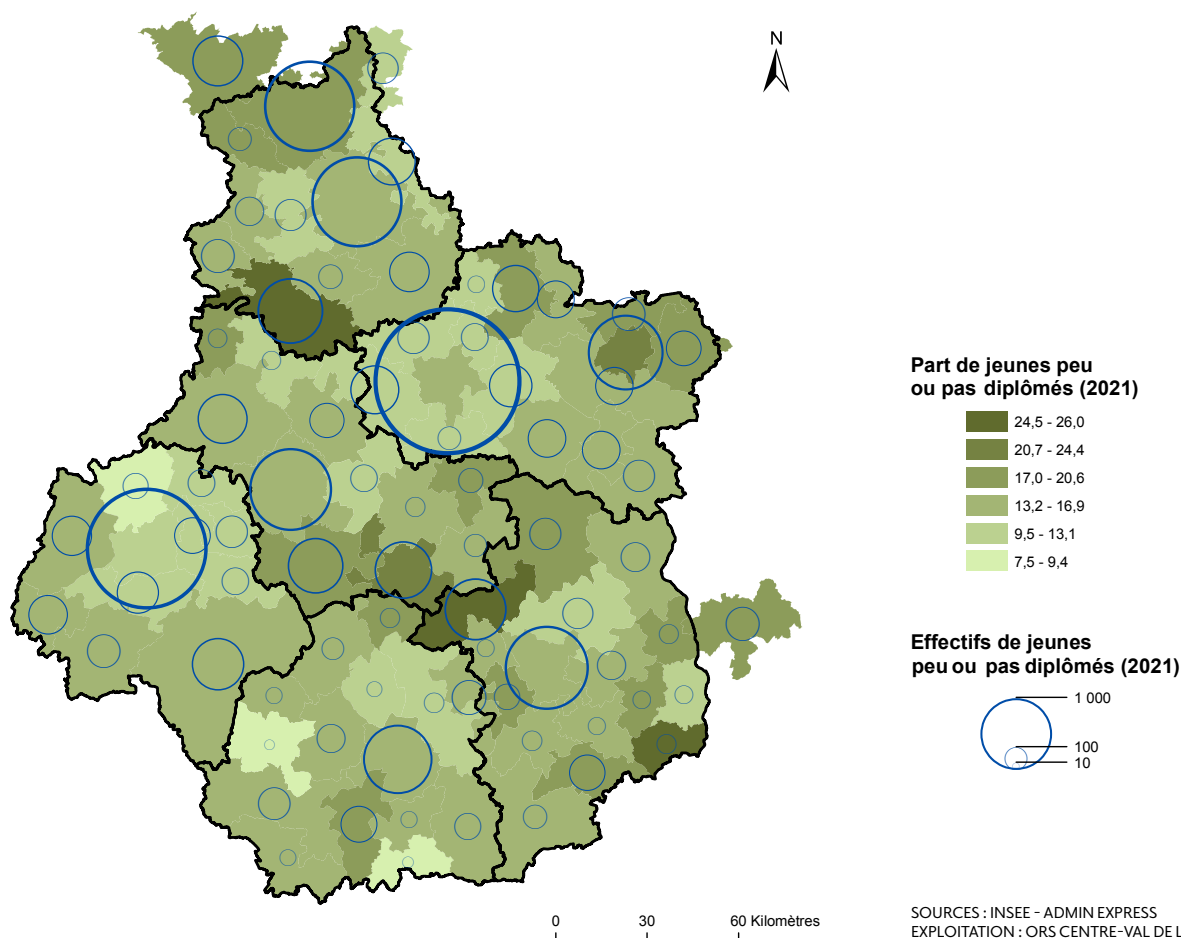 N
Part de jeunes peu
ou pas diplômés (2021)
24,5 - 26,0
20,7 - 24,4
17,0 - 20,6
13,2 - 16,9
9,5 - 13,1
7,5 - 9,4
Effectifs de jeunes
peu ou pas diplômés (2021)
1 000
100
10
0 30 60 Kilomètres
SOURCES : INSEE - ADMIN EXPRESS
EXPLOITATION : ORS CENTRE-VAL DE L